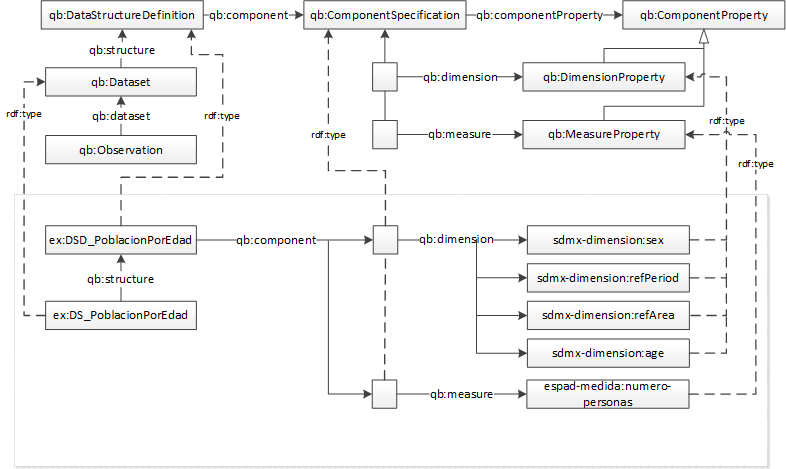 qb:DataStructureDefinition
qb:component
qb:ComponentSpecification
qb:componentProperty
qb:ComponentProperty
qb:structure
qb:Dataset
qb:dimension
qb:DimensionProperty
rdf:type
rdf:type
qb:dataset
rdf:type
qb:measure
qb:MeasureProperty
rdf:type
qb:Observation
rdf:type
ex:DSD_PoblacionPorEdad
qb:component
qb:dimension
sdmx-dimension:sex
qb:structure
sdmx-dimension:refPeriod
ex:DS_PoblacionPorEdad
sdmx-dimension:refArea
sdmx-dimension:age
qb:measure
espad-medida:numero-
personas